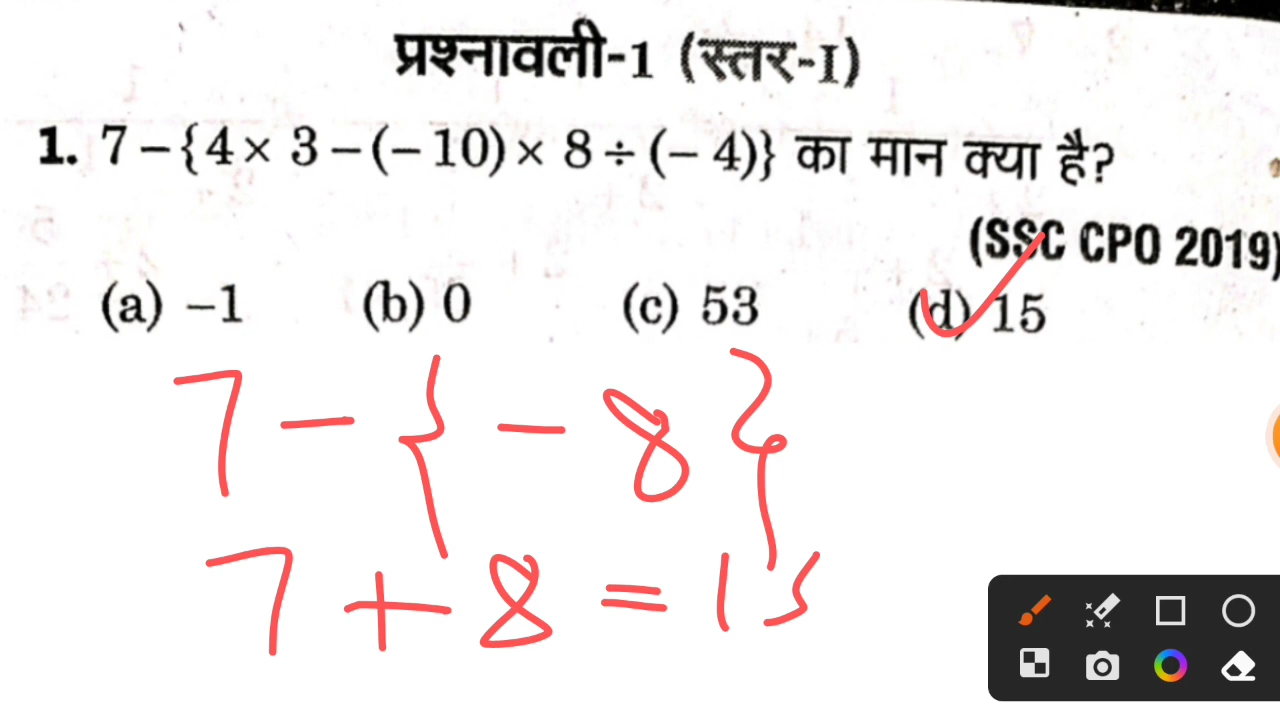 प्रश्नावली-1 (स्तर-I)
1. 7 – {4 × 3 – (– 10) × 8 ÷ (– 4)} का मान क्या है?
(SSC CPO 2019)
(a) –1 (b) 0 (c) 53 (d) 15
7 – { – 8 }
7 + 8 = 15